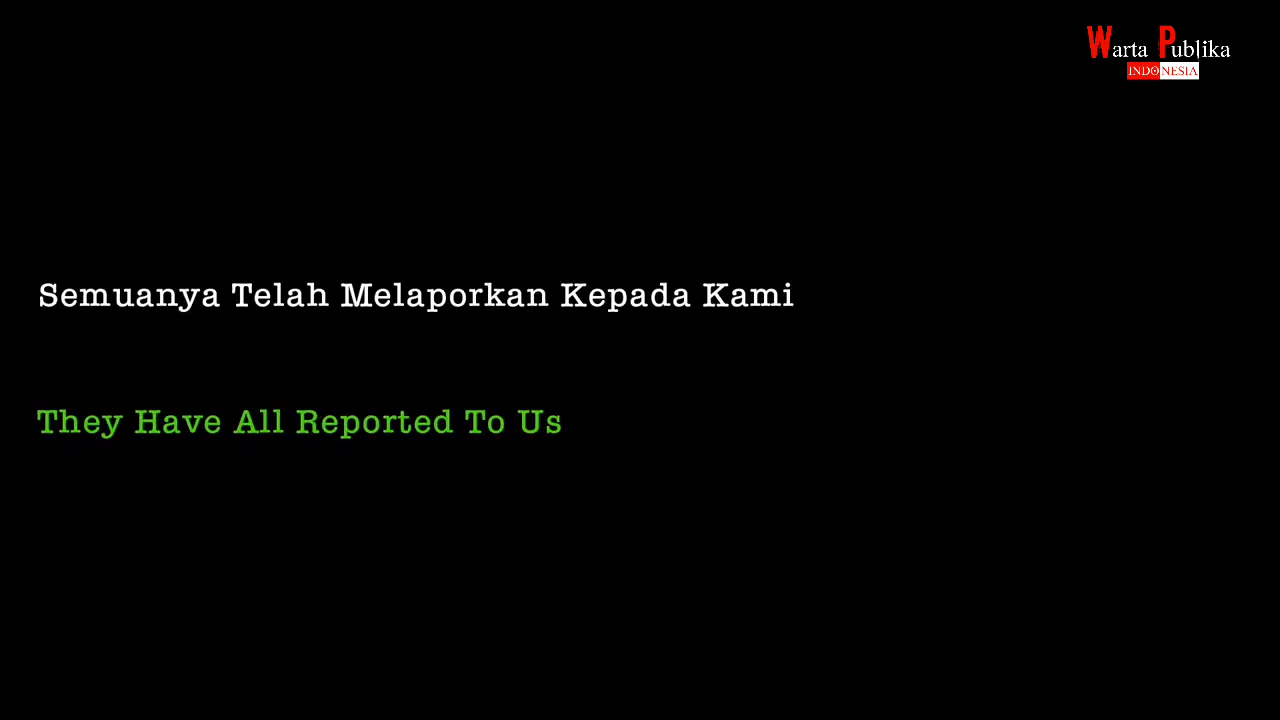 Warta Publika
INDONESIA
Semuanya Telah Melaporkan Kepada Kami
They Have All Reported To Us